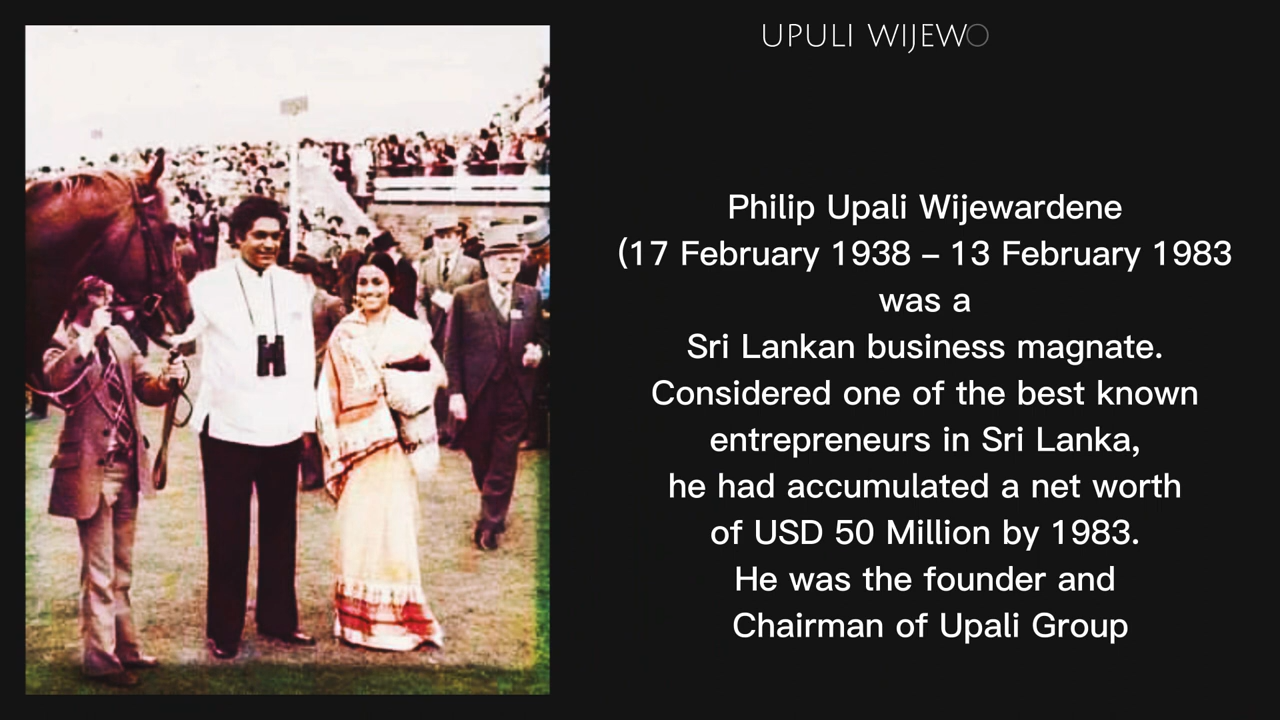 UPULI WIJEWO
Philip Upali Wijewardene
(17 February 1938 – 13 February 1983
was a
Sri Lankan business magnate.
Considered one of the best known
entrepreneurs in Sri Lanka,
he had accumulated a net worth
of USD 50 Million by 1983.
He was the founder and
Chairman of Upali Group